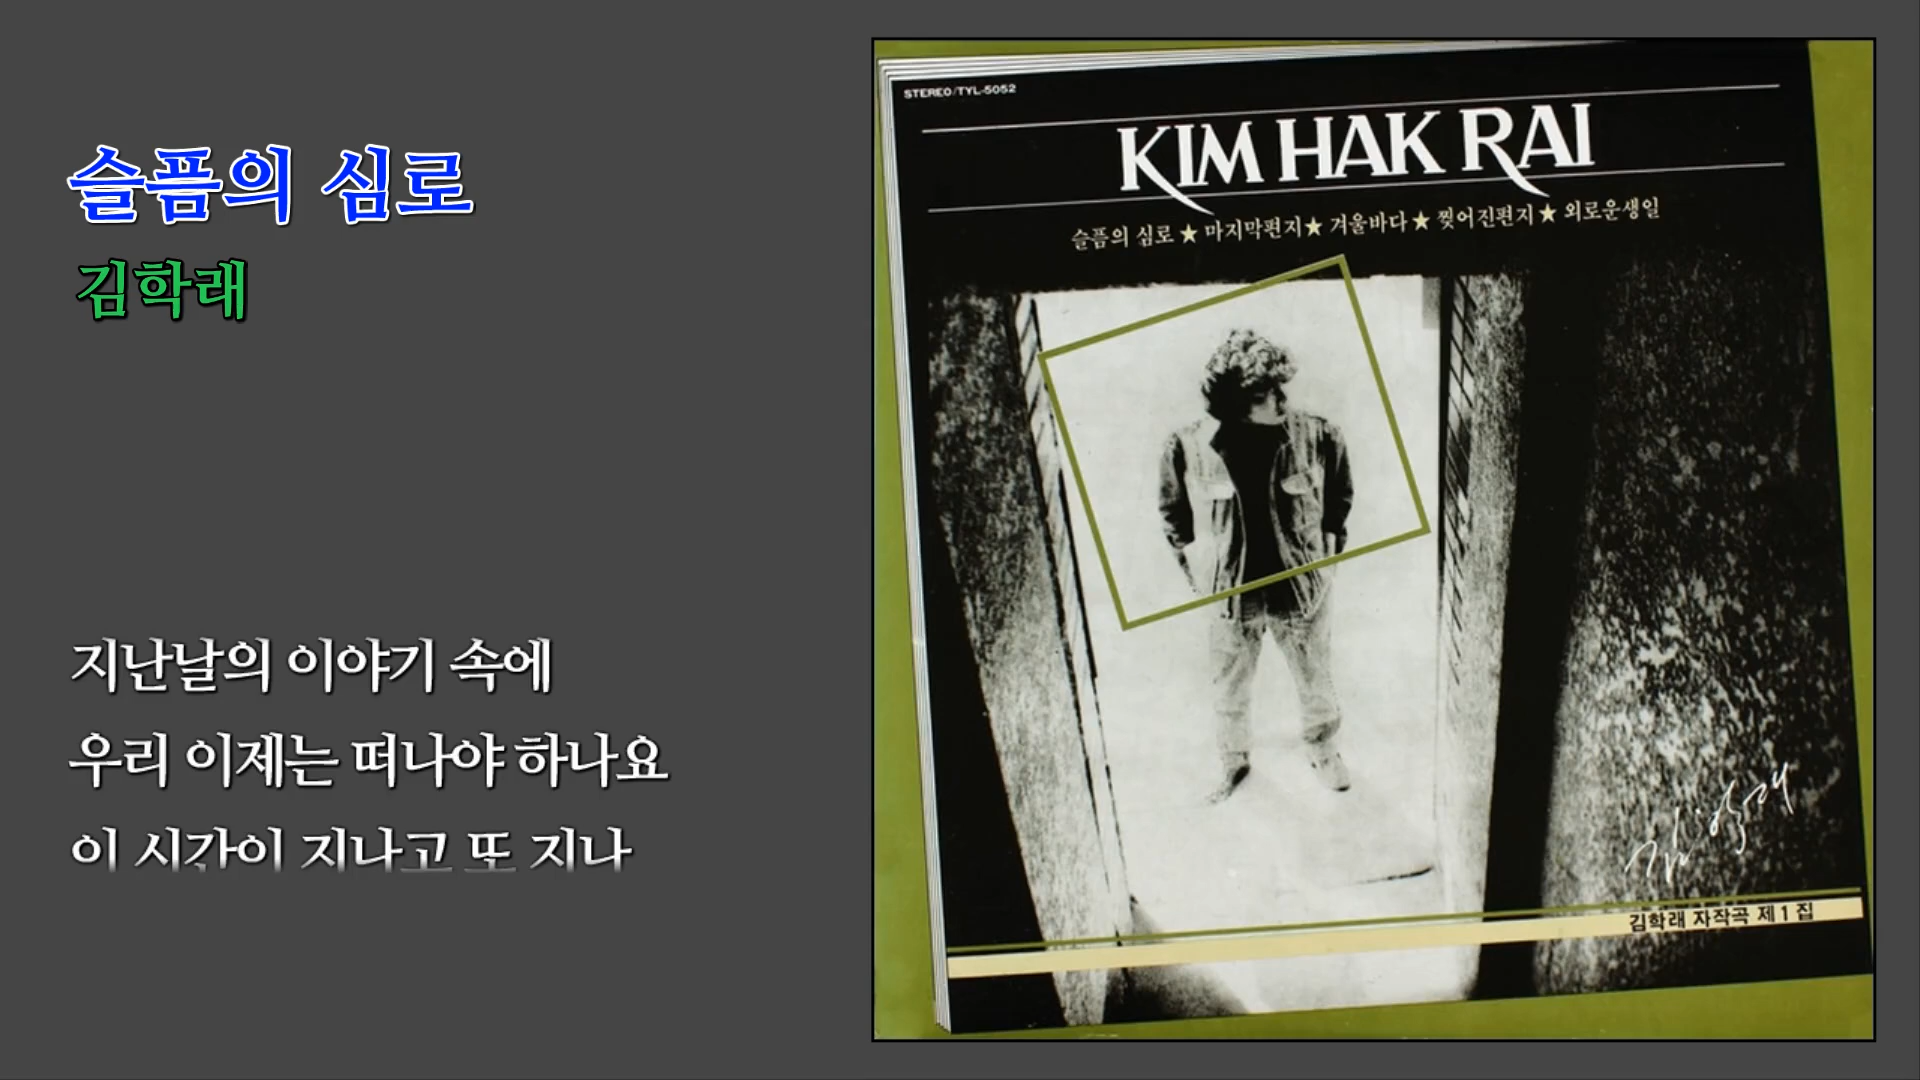 슬픔의 심로
김학래
지난날의 이야기 속에
우리 이제는 떠나야 하나요
이 시간이 지나고 또 지나
STEREO/TYL-5052
KIM HAK RAI
슬픔의 심로 ★ 마지막편지 ★ 겨울바다 ★ 찢어진편지 ★ 외로운생일
김학래
김학래 자작곡 제1집